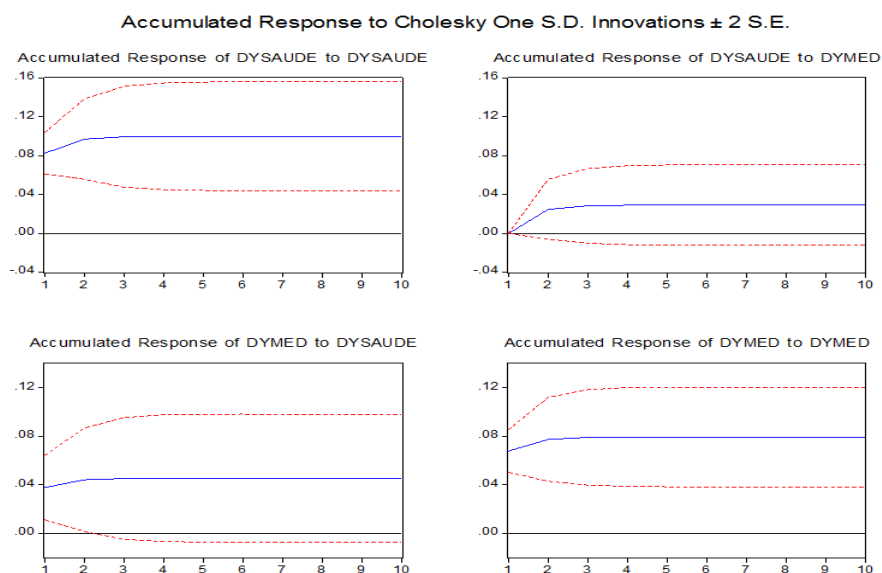 Accumulated Response to Cholesky One S.D. Innovations ± 2 S.E.
Accumulated Response of DYSAUDE to DYSAUDE
.16
.12
.08
.04
.00
-.04
1 2 3 4 5 6 7 8 9 10
Accumulated Response of DYSAUDE to DYMED
.16
.12
.08
.04
.00
-.04
1 2 3 4 5 6 7 8 9 10
Accumulated Response of DYMED to DYSAUDE
.12
.08
.04
.00
1 2 3 4 5 6 7 8 9 10
Accumulated Response of DYMED to DYMED
.12
.08
.04
.00
1 2 3 4 5 6 7 8 9 10